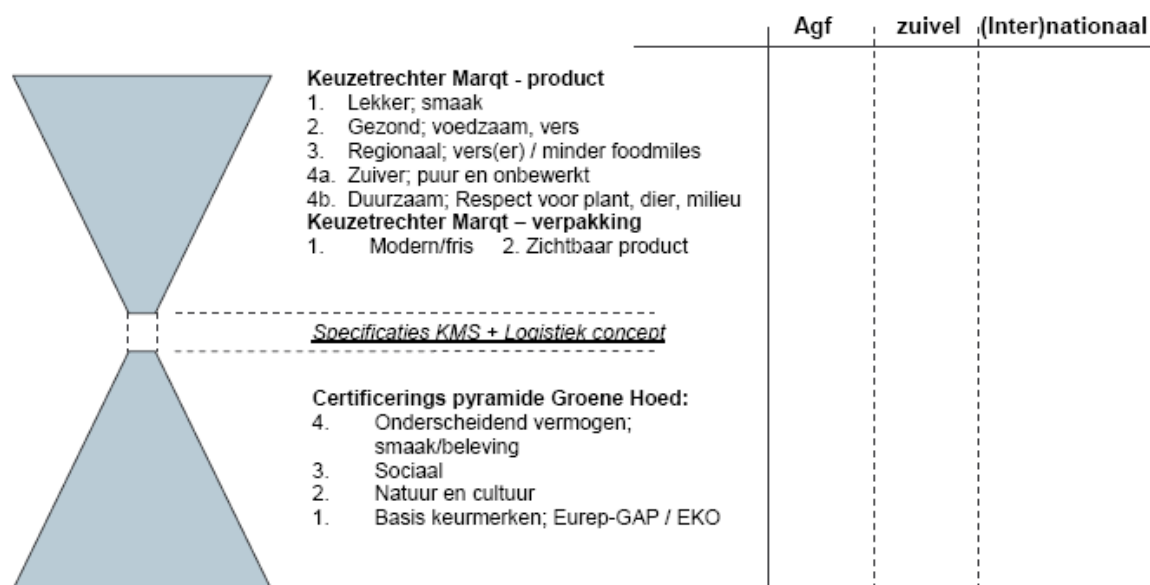 Agf zuivel (Inter)nationaal
Keuzetrechter Marqt - product
1. Lekker; smaak
2. Gezond; voedzaam, vers
3. Regionaal; vers(er) / minder foodmiles
4a. Zuiver; puur en onbewerkt
4b. Duurzaam; Respect voor plant, dier, milieu
Keuzetrechter Marqt – verpakking
1. Modern/fris 2. Zichtbaar product
Specificaties KMS + Logistiek concept
Certificerings pyramide Groene Hoed:
4. Onderscheidend vermogen;
smaak/beleving
3. Sociaal
2. Natuur en cultuur
1. Basis keurmerken; Eurep-GAP / EKO